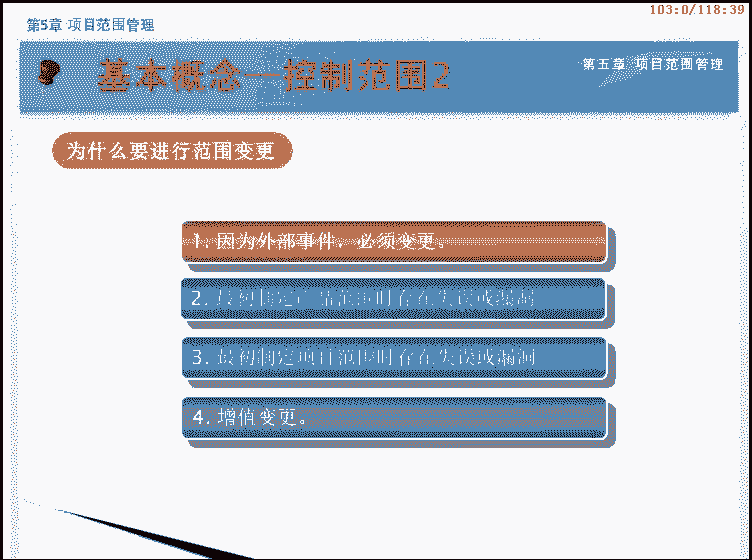 103:0/118:39
第5章 项目范围管理
基本概念—控制范围2
第五章 项目范围管理
为什么要进行范围变更
1. 因为外部事件，必须变更。
2. 最初制定产品范围时存在失误或漏洞
3. 最初制定项目范围时存在失误或漏洞
4. 增值变更。